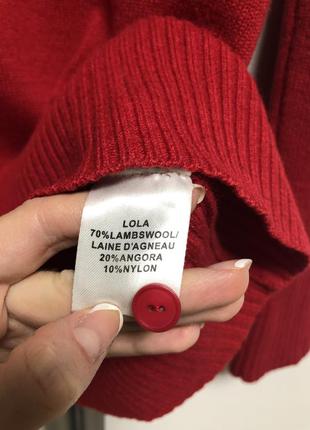 LOLA
70%LAMBSWOOL/
LAINE D'AGNEAU
20%ANGORA
10%NYLON